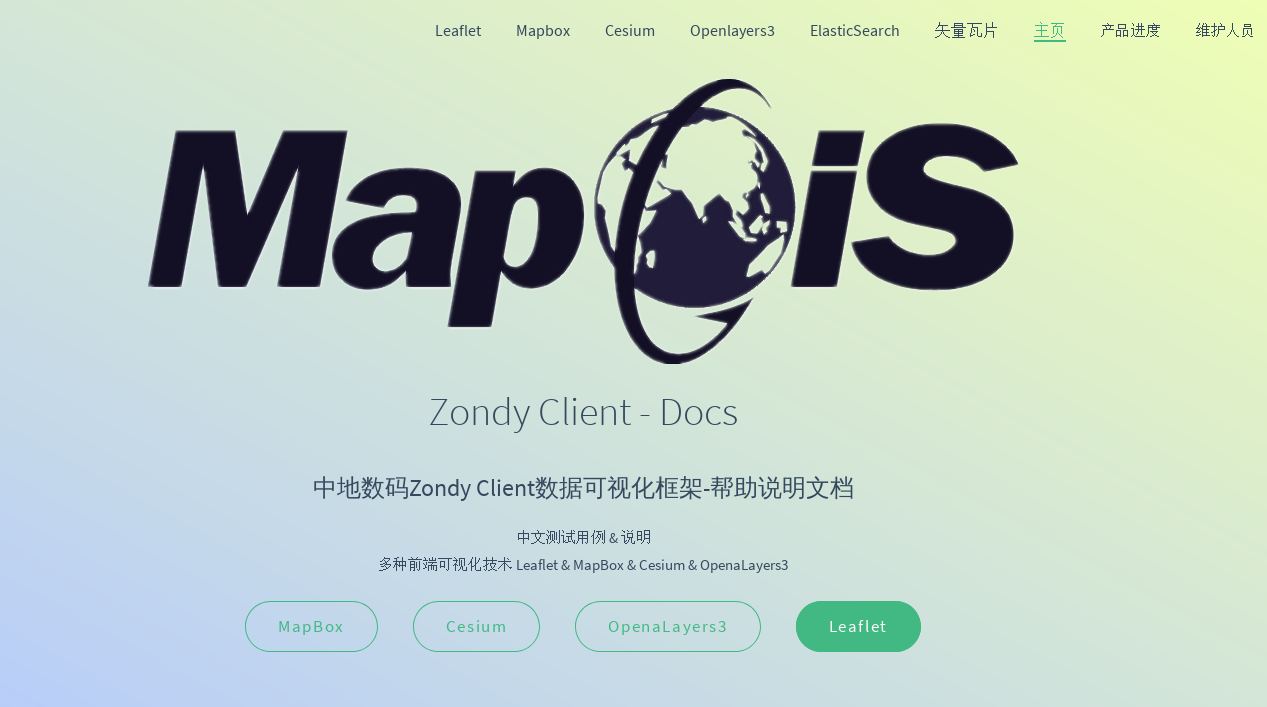 Leaflet Mapbox Cesium Openlayers3 ElasticSearch 矢量瓦片 主页 产品进度 维护人员
MapGiS
Zondy Client - Docs
中地数码Zondy Client数据可视化框架-帮助说明文档
中文测试用例 & 说明
多种前端可视化技术 Leaflet & MapBox & Cesium & OpenaLayers3
MapBox Cesium OpenaLayers3 Leaflet